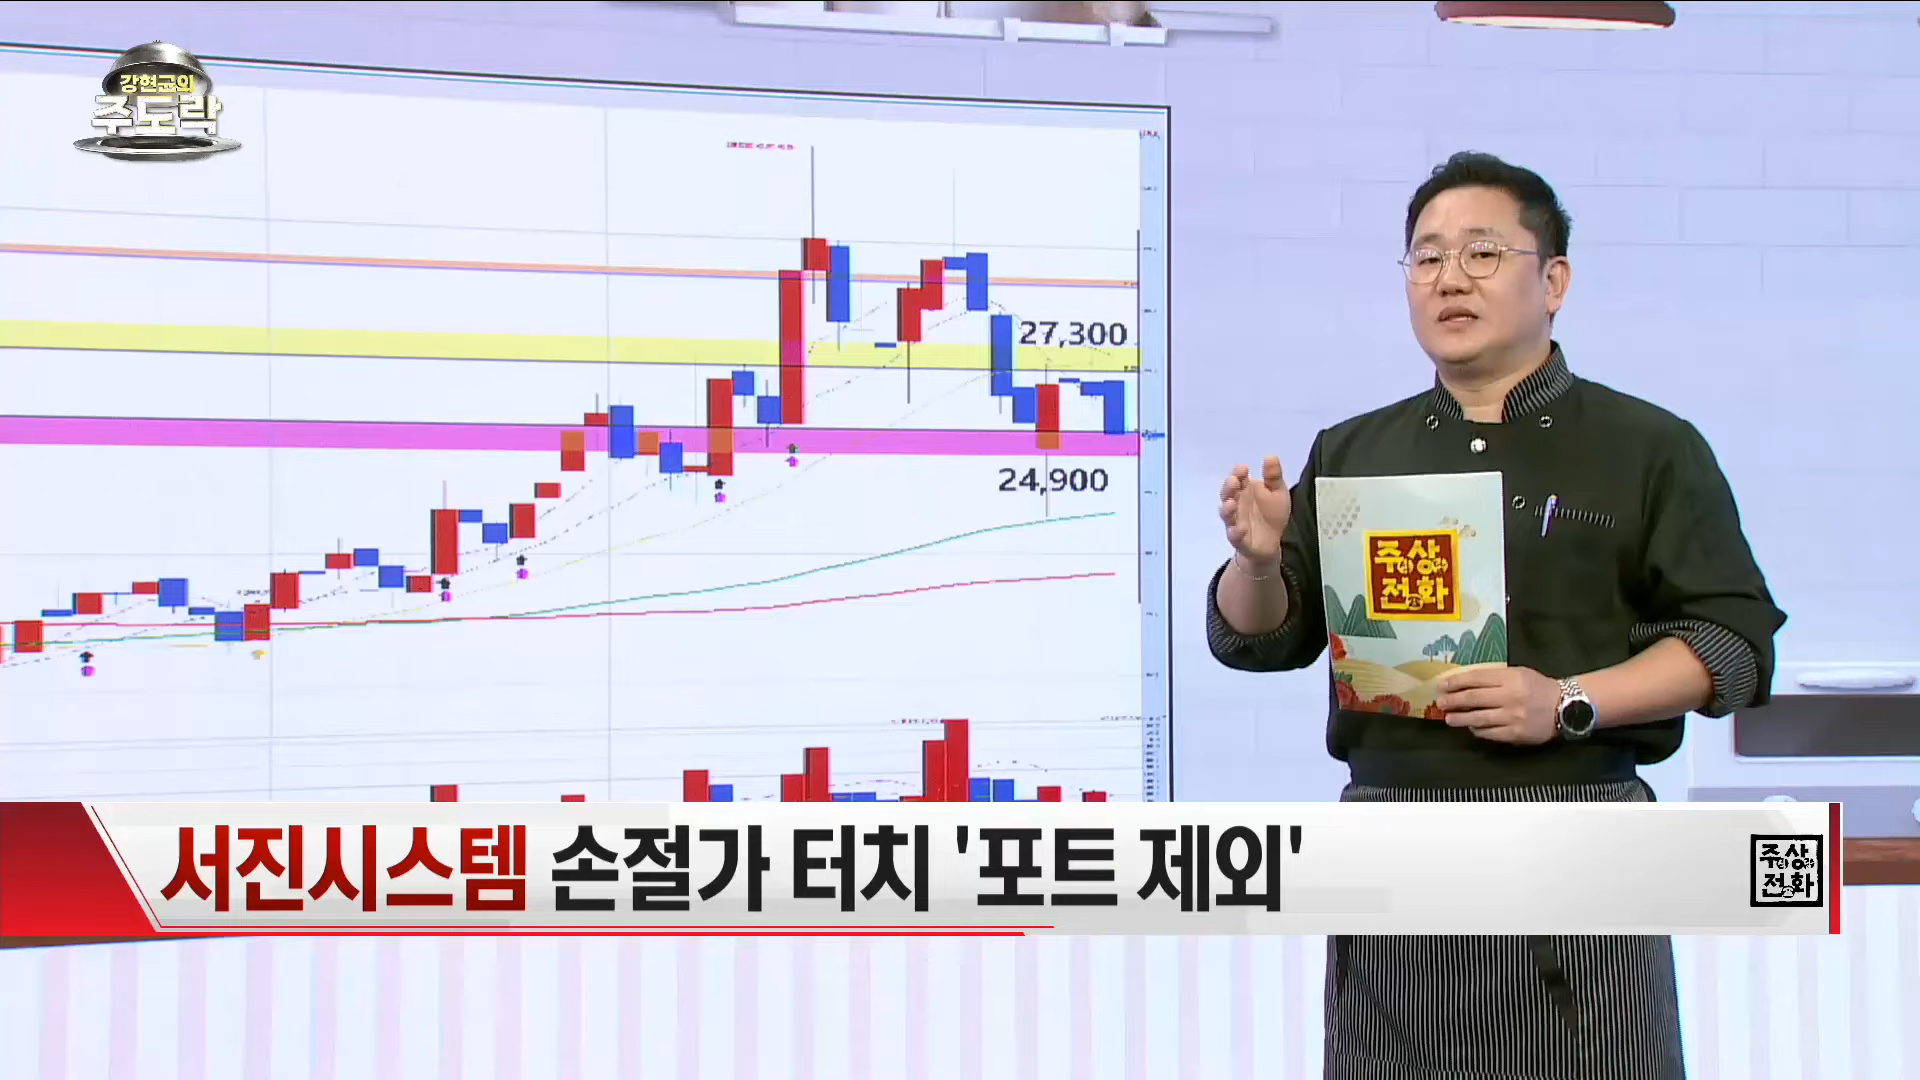 강현균의
주도락
27,300
24,900
주상
전화
서진시스템 손절가 터치 '포트 제외'
주상
전화